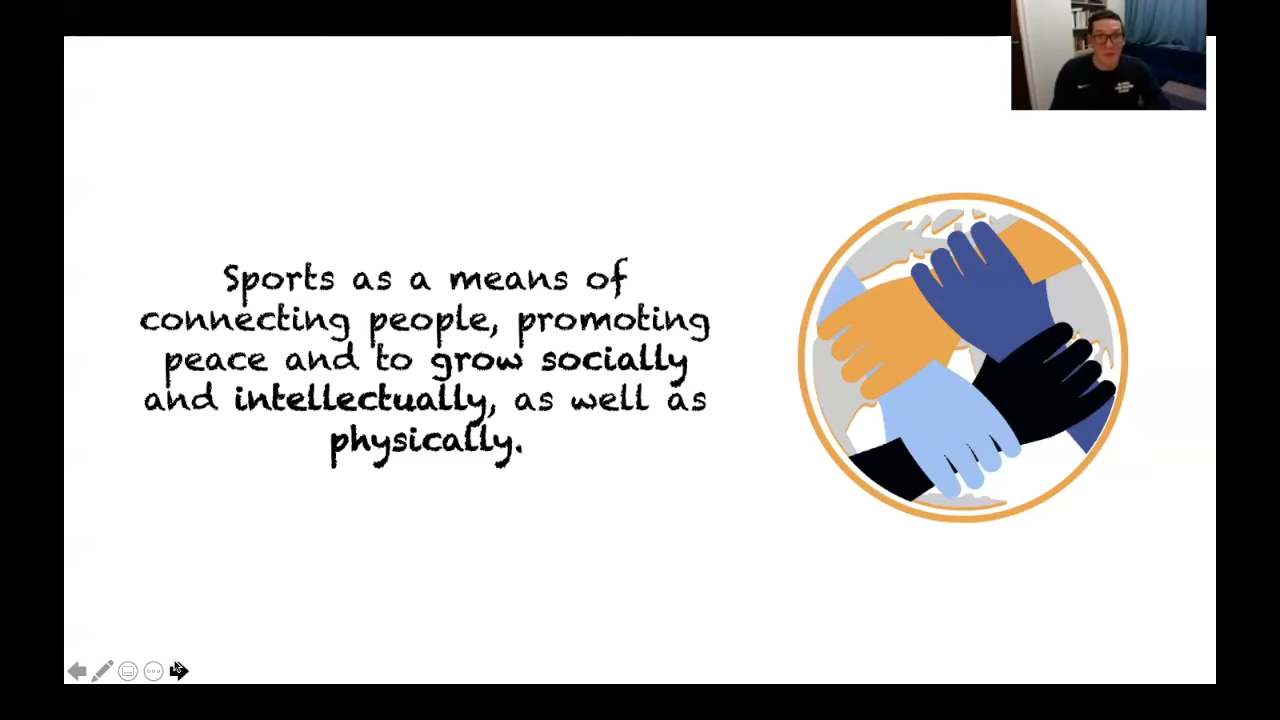 Sports as a means of
connecting people, promoting
peace and to grow socially
and intellectually, as well as
physically.